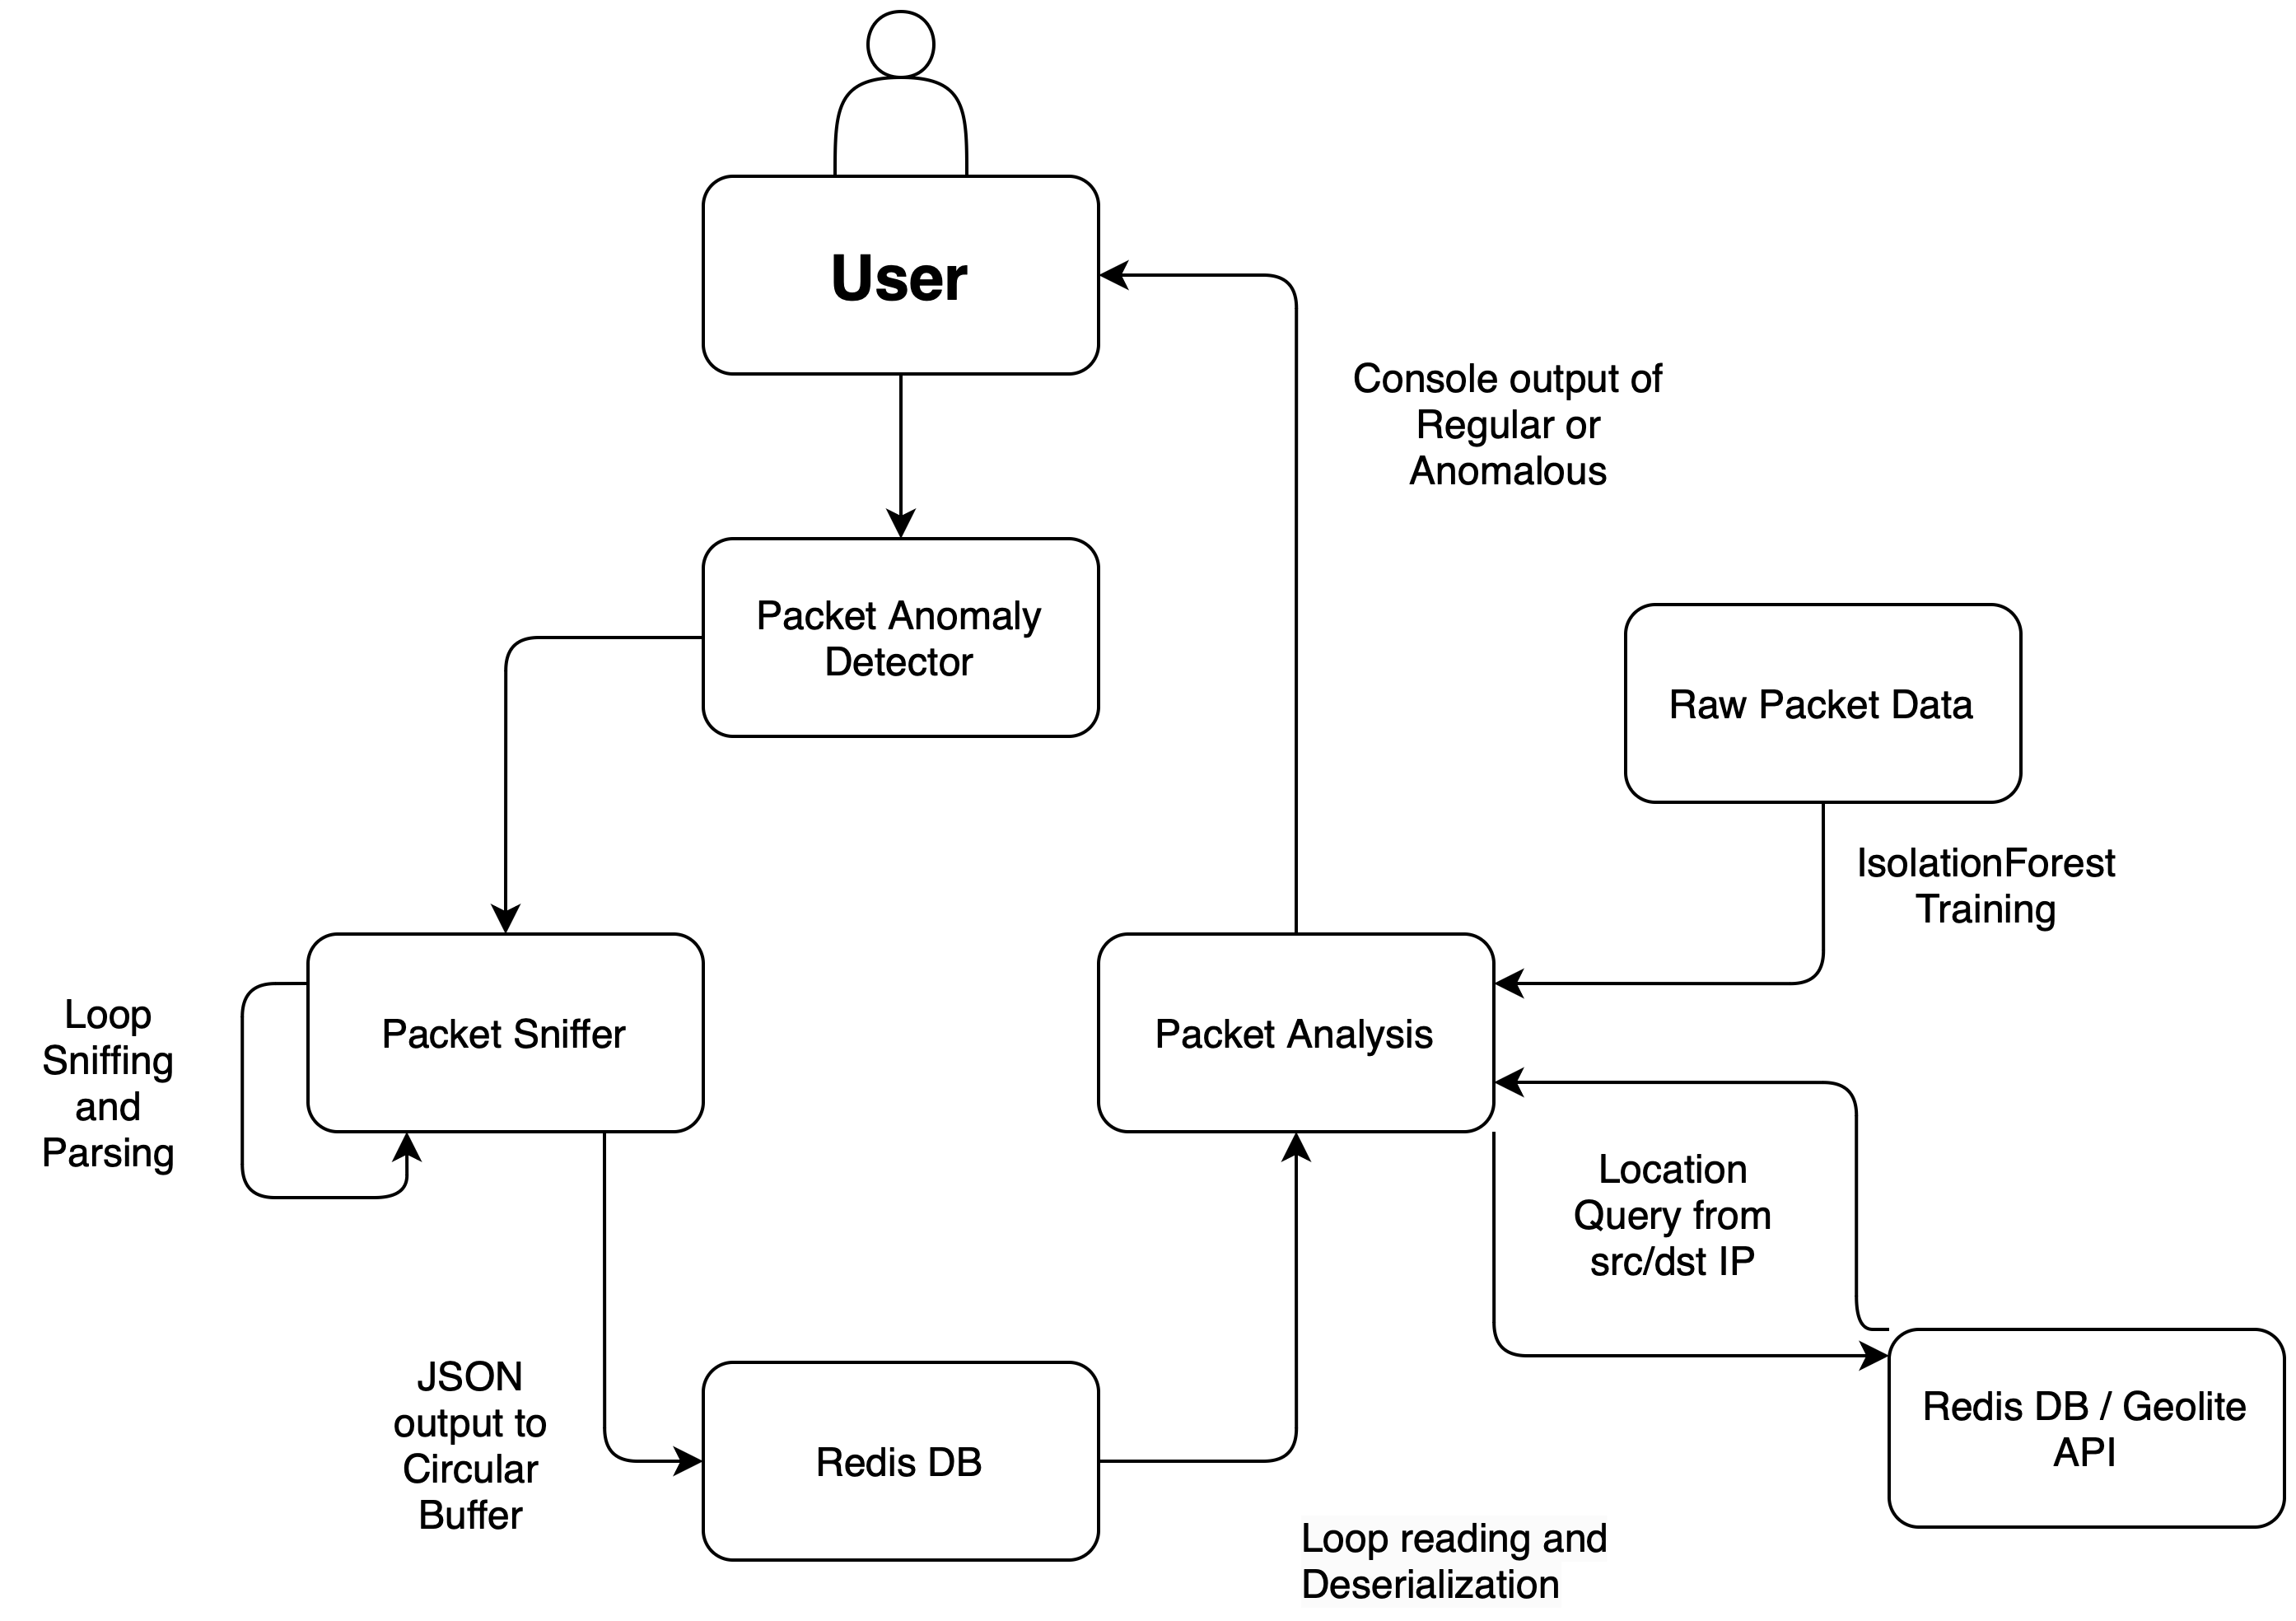 User
Console output of
Regular or
Anomalous
Packet Anomaly
Detector
Raw Packet Data
IsolationForest
Training
Loop
Sniffing
and
Parsing
Packet Sniffer
Packet Analysis
Location
Query from
src/dst IP
JSON
output to
Circular
Buffer
Redis DB
Redis DB / Geolite
API
Loop reading and
Deserialization